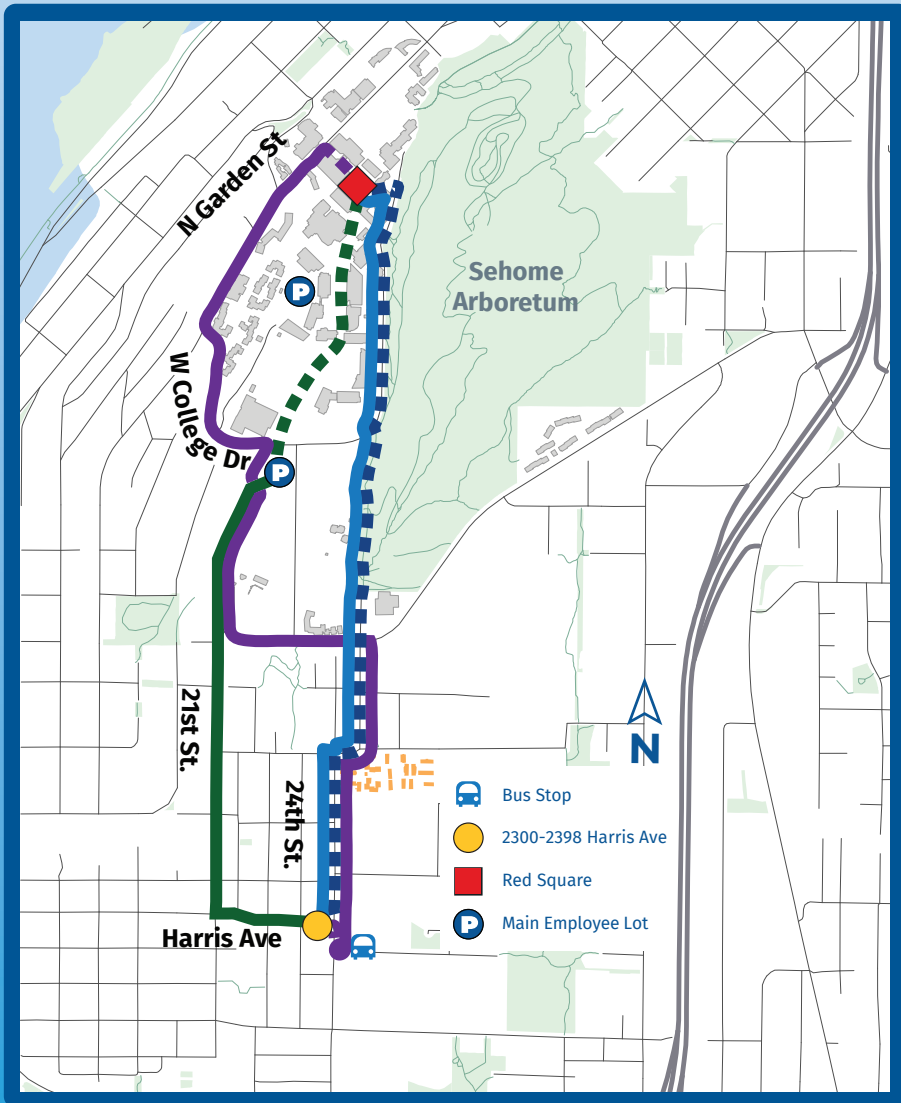 N Garden St
P
Sehome
Arboretum
W College Dr
P
21st St.
24th St.
N
Bus Stop
2300-2398 Harris Ave
Red Square
P
Main Employee Lot
Harris Ave